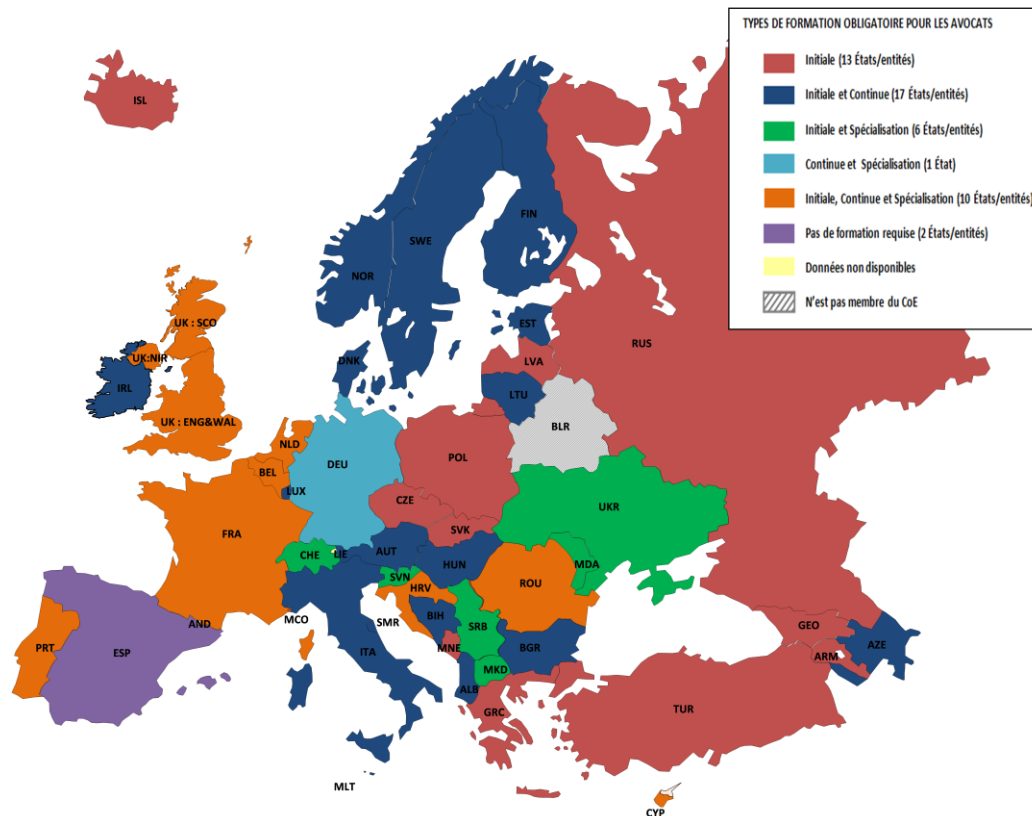 TYPES DE FORMATION OBLIGATOIRE POUR LES AVOCATS
Initiale (13 États/entités)
Initiale et Continue (17 États/entités)
Initiale et Spécialisation (6 États/entités)
Continue et Spécialisation (1 État)
Initiale, Continue et Spécialisation (10 États/entités)
Pas de formation requise (2 États/entités)
Données non disponibles
N'est pas membre du CoE
ISL
FIN
SWE
NOR
UK : SCO
EST
RUS
UK:NIR
DNK
LVA
IRL
LTU
UK : ENG&WAL
BLR
NLD
POL
DEU
BEL
LUX
CZE
UKR
FRA
SVK
CHE
LIE
AUT
HUN
MDA
SVN
ROU
HRV
BIH
MCO
SMR
SRB
AND
GEO
PRT
ESP
ITA
MNE
BGR
AZE
ARM
MKD
ALB
GRC
TUR
MLT
CYP